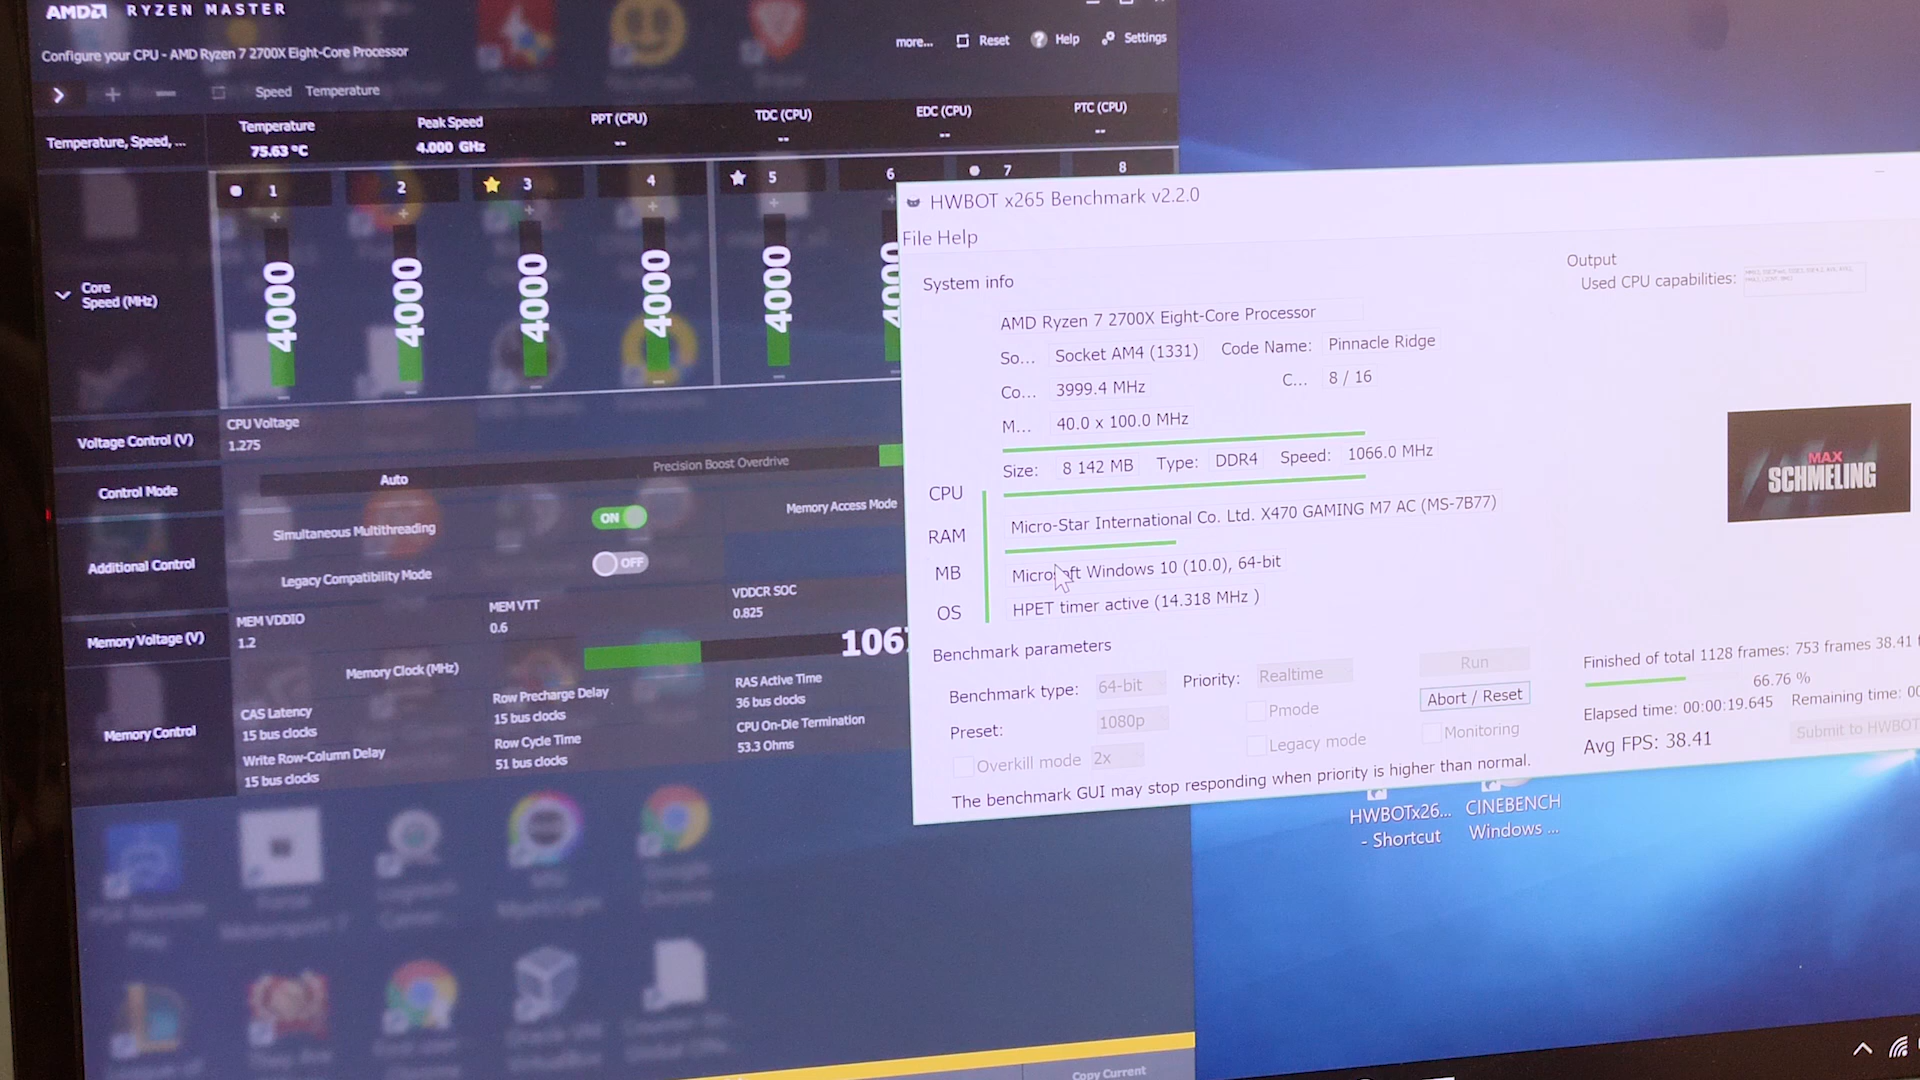 AMD RYZEN MASTER
Configure your CPU - AMD Ryzen 7 2700X Eight-Core Processor
more... Reset Help Settings
Speed Temperature
Temperature, Speed, ...
Temperature
75.63 °C
Peak Speed
4.000 GHz
PPT (CPU)
--
TDC (CPU)
--
EDC (CPU)
--
PTC (CPU)
--
1 2 3 4 5 6 7 8
Core
Speed (MHz)
4000 4000 4000 4000 4000
Voltage Control (V)
CPU Voltage
1.275
Control Mode
Auto
Precision Boost Overdrive
Additional Control
Simultaneous Multithreading
ON
Memory Access Mode
Legacy Compatibility Mode
OFF
Memory Voltage (V)
MEM VDDIO
1.2
MEM VTT
0.6
VDDCR SOC
0.825
Memory Control
Memory Clock (MHz)
1067
CAS Latency
15 bus clocks
Row Precharge Delay
15 bus clocks
RAS Active Time
36 bus clocks
Write Row-Column Delay
15 bus clocks
Row Cycle Time
51 bus clocks
CPU On-Die Termination
53.3 Ohms
Google
Chrome
Copy Current
HWBOT x265 Benchmark v2.2.0
File Help
System info
AMD Ryzen 7 2700X Eight-Core Processor
So... Socket AM4 (1331) Code Name: Pinnacle Ridge
Co... 3999.4 MHz C... 8 / 16
M... 40.0 x 100.0 MHz
Size: 8 142 MB Type: DDR4 Speed: 1066.0 MHz
CPU
RAM
MB
OS
Micro-Star International Co. Ltd. X470 GAMING M7 AC (MS-7B77)
Microsoft Windows 10 (10.0), 64-bit
HPET timer active (14.318 MHz )
Benchmark parameters
Benchmark type: 64-bit Priority: Realtime Run
Preset: 1080p Pmode Abort / Reset
Overkill mode 2x Legacy mode Monitoring
The benchmark GUI may stop responding when priority is higher than normal.
Output
Used CPU capabilities:
MAX
SCHMELING
Finished of total 1128 frames: 753 frames 38.41 f
66.76 %
Elapsed time: 00:00:19.645 Remaining time: 00
Avg FPS: 38.41
Submit to HWBOT
HWBOTx26...
- Shortcut
CINEBENCH
Windows ...